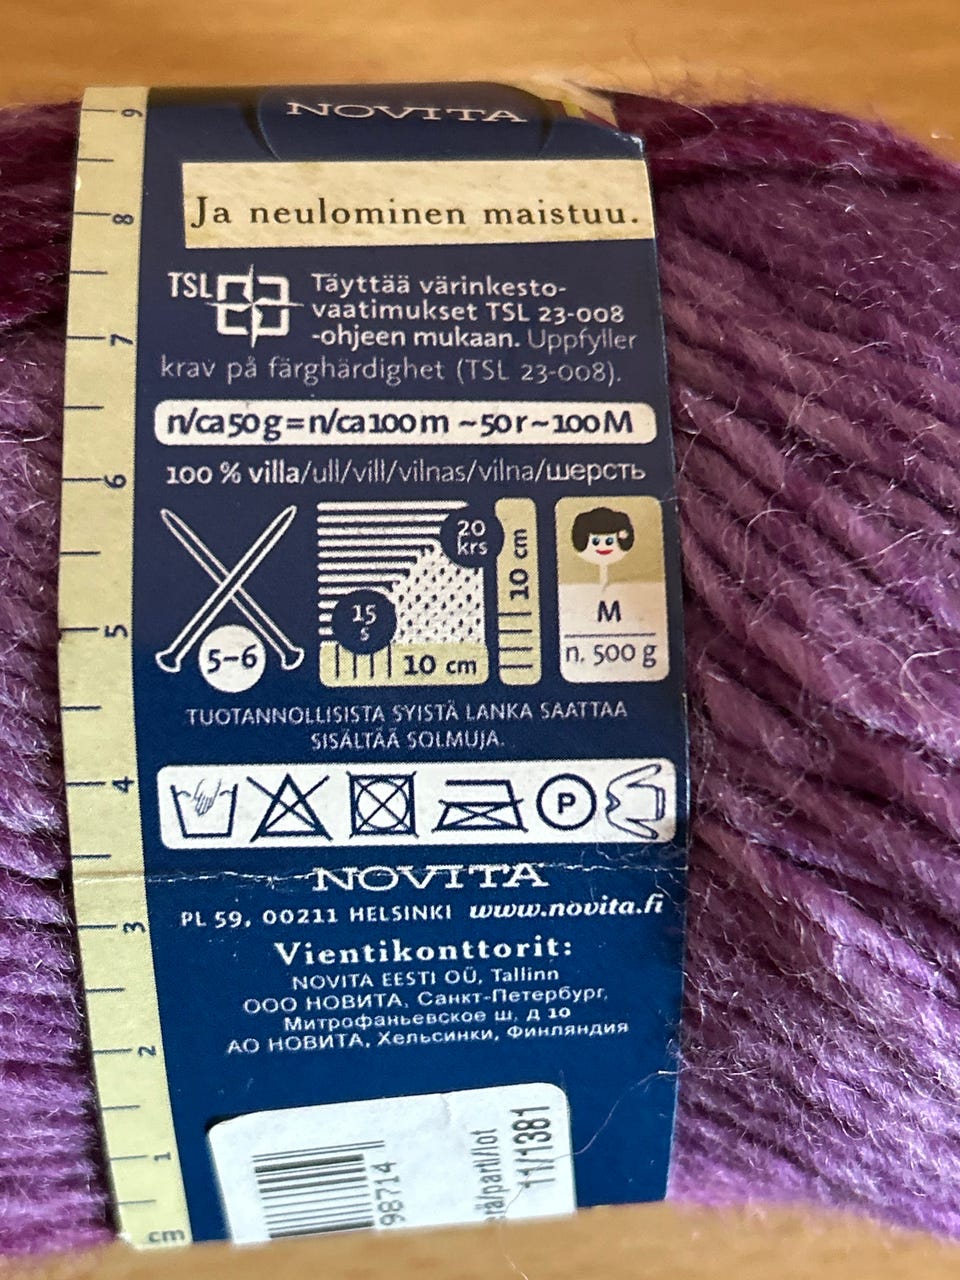 NOVITA
Ja neulominen maistuu.
TSL
Täyttää värinkesto-
vaatimukset TSL 23-008
-ohjeen mukaan. Uppfyller
krav på färghärdighet (TSL 23-008).
n/ca 50 g = n/ca 100 m ~50 r ~100 M
100 % villa/ull/vill/vilnas/vilna/шерсть
5-6
20
krs
15
s
10 cm
10 cm
M
n. 500 g
TUOTANNOLLISISTA SYISTÄ LANKA SAATTAA
SISÄLTÄÄ SOLMUJA.
P
NOVITA
PL 59, 00211 HELSINKI www.novita.fi
Vientikonttorit:
NOVITA EESTI OÜ, Tallinn
ООО НОВИТА, Санкт-Петербург,
Митрофаньевское ш, д 10
АО НОВИТА, Хельсинки, Финляндия
98714
/parti/lot
11/1381
9
8
7
6
5
4
3
2
1
cm